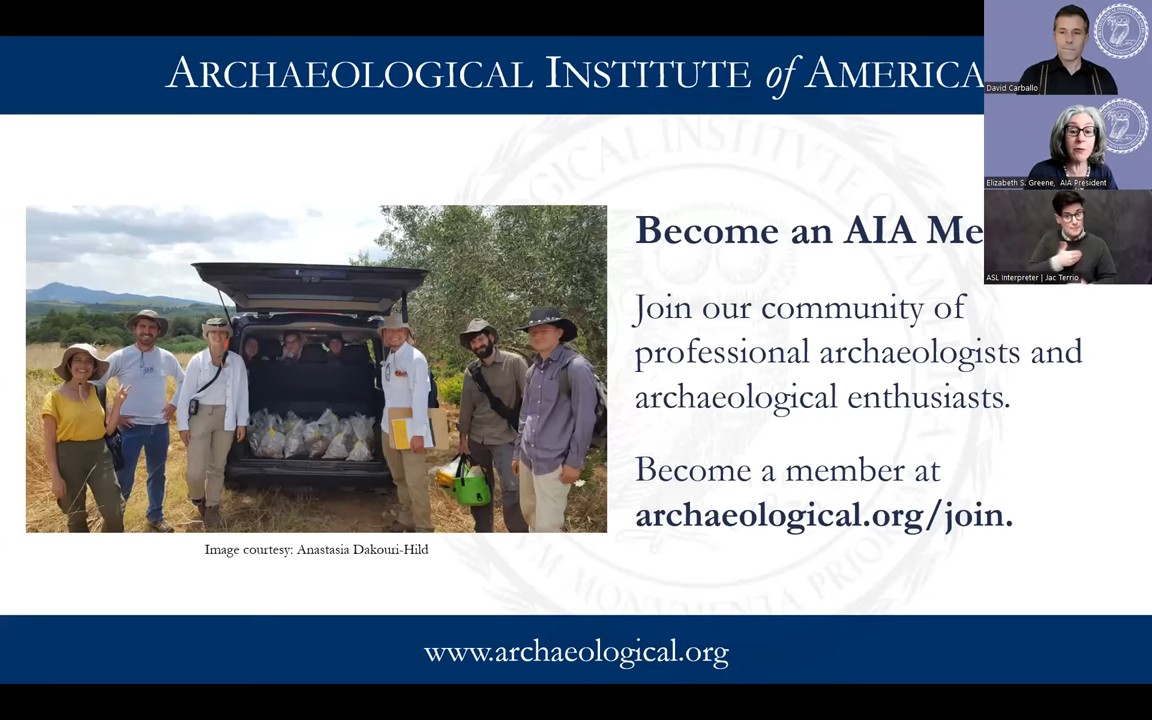 ARCHAEOLOGICAL INSTITUTE of AMERICA
David Carballo
Elizabeth S. Greene, AIA President
ASL Interpreter | Jac Terrio
Become an AIA Me
Join our community of
professional archaeologists and
archaeological enthusiasts.
Become a member at
archaeological.org/join.
Image courtesy: Anastasia Dakouri-Hild
www.archaeological.org